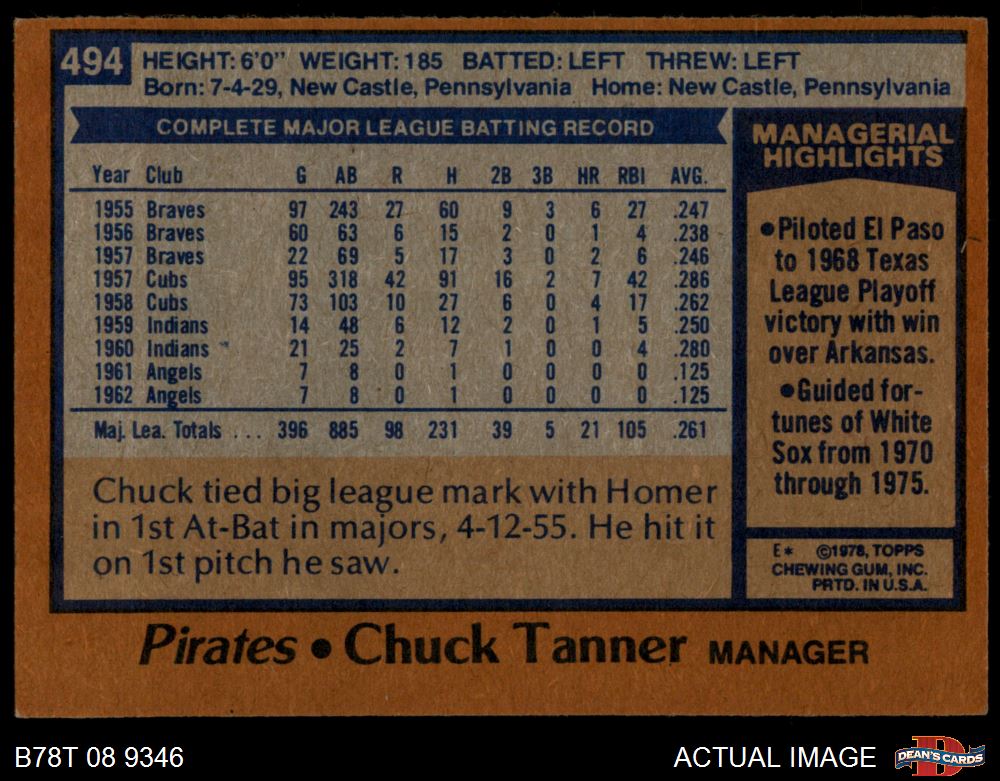 494
HEIGHT: 6'0" WEIGHT: 185 BATTED: LEFT THREW: LEFT
Born: 7-4-29, New Castle, Pennsylvania Home: New Castle, Pennsylvania
COMPLETE MAJOR LEAGUE BATTING RECORD
Year Club G AB R H 2B 3B HR RBI AVG.
1955 Braves 97 243 27 60 9 3 6 27 .247
1956 Braves 60 63 6 15 2 0 1 4 .238
1957 Braves 22 69 5 17 3 0 2 6 .246
1957 Cubs 95 318 42 91 16 2 7 42 .286
1958 Cubs 73 103 10 27 6 0 4 17 .262
1959 Indians 14 48 6 12 2 0 1 5 .250
1960 Indians 21 25 2 7 1 0 0 4 .280
1961 Angels 7 8 0 1 0 0 0 0 .125
1962 Angels 7 8 0 1 0 0 0 0 .125
Maj. Lea. Totals ... 396 885 98 231 39 5 21 105 .261
Chuck tied big league mark with Homer
in 1st At-Bat in majors, 4-12-55. He hit it
on 1st pitch he saw.
MANAGERIAL
HIGHLIGHTS
●Piloted El Paso
to 1968 Texas
League Playoff
victory with win
over Arkansas.
●Guided for-
tunes of White
Sox from 1970
through 1975.
E* ©1978, TOPPS
CHEWING GUM, INC.
PRTD. IN U.S.A.
Pirates • Chuck Tanner MANAGER
B78T 08 9346
ACTUAL IMAGE
D
DEAN'S CARDS